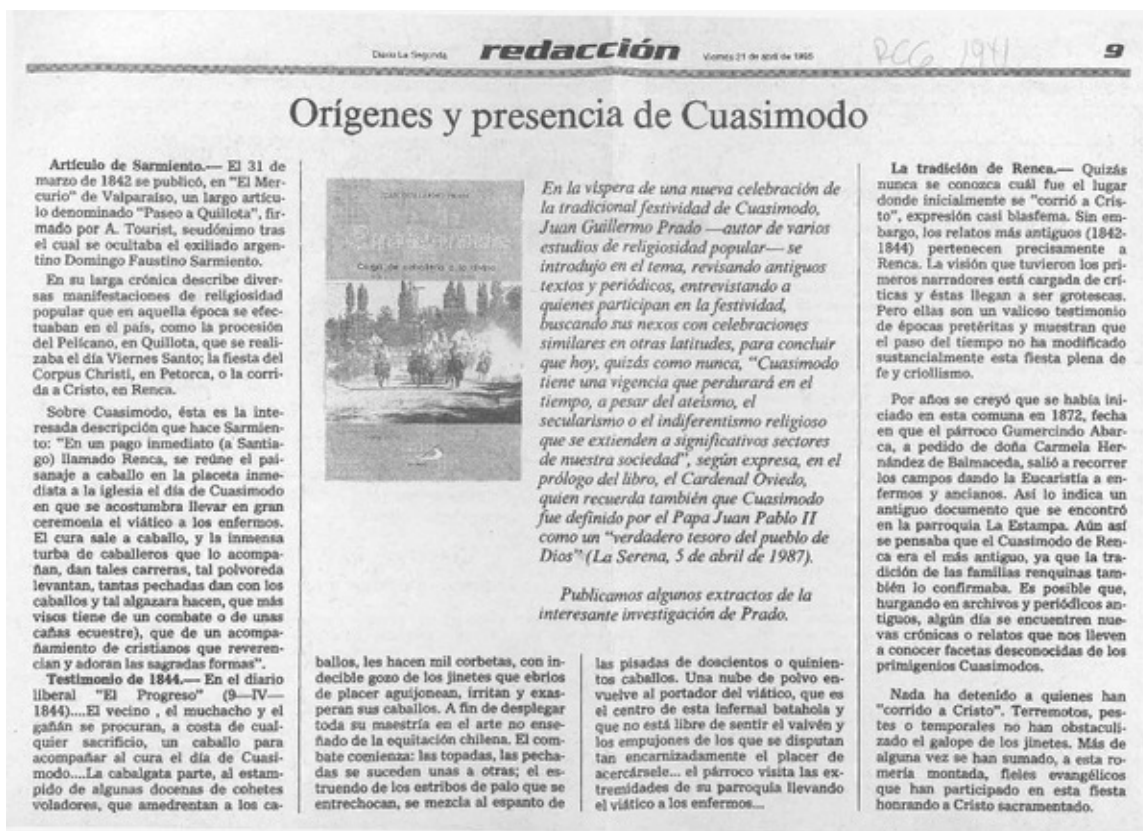 Diario La Segunda
redacción
Viernes 21 de abril de 1995
RCG 1941
9
Orígenes y presencia de Cuasimodo
Artículo de Sarmiento.— El 31 de
marzo de 1842 se publicó, en "El Mer-
curio" de Valparaíso, un largo artícu-
lo denominado "Paseo a Quillota", fir-
mado por A. Tourist, seudónimo tras
el cual se ocultaba el exiliado argen-
tino Domingo Faustino Sarmiento.
En su larga crónica describe diver-
sas manifestaciones de religiosidad
popular que en aquella época se efec-
tuaban en el país, como la procesión
del Pelícano, en Quillota, que se reali-
zaba el día Viernes Santo; la fiesta del
Corpus Christi, en Petorca, o la corri-
da a Cristo, en Renca.
Sobre Cuasimodo, ésta es la inte-
resada descripción que hace Sarmien-
to: "En un pago inmediato (a Santia-
go) llamado Renca, se reúne el pai-
sanaje a caballo en la placeta inme-
diata a la iglesia el día de Cuasimodo
en que se acostumbra llevar en gran
ceremonia el viático a los enfermos.
El cura sale a caballo, y la inmensa
turba de caballeros que lo acompa-
ñan, dan tales carreras, tal polvoreda
levantan, tantas pechadas dan con los
caballos y tal algazara hacen, que más
visos tiene de un combate o de unas
cañas ecuestre), que de un acompa-
ñamiento de cristianos que reveren-
cian y adoran las sagradas formas".
Testimonio de 1844.— En el diario
liberal "El Progreso" (9—IV—
1844)....El vecino , el muchacho y el
gañán se procuran, a costa de cual-
quier sacrificio, un caballo para
acompañar al cura el día de Cuasi-
modo....La cabalgata parte, al estam-
pido de algunas docenas de cohetes
voladores, que amedrentan a los ca-
ballos, les hacen mil corbetas, con in-
decible gozo de los jinetes que ebrios
de placer aguijonean, irritan y exas-
peran sus caballos. A fin de desplegar
toda su maestría en el arte no ense-
ñado de la equitación chilena. El com-
bate comienza: las topadas, las pecha-
das se suceden unas a otras; el es-
truendo de los estribos de palo que se
entrechocan, se mezcla al espanto de
las pisadas de doscientos o quinien-
tos caballos. Una nube de polvo en-
vuelve al portador del viático, que es
el centro de esta infernal batahola y
que no está libre de sentir el vaivén y
los empujones de los que se disputan
tan encarnizadamente el placer de
acercársele... el párroco visita las ex-
tremidades de su parroquia llevando
el viático a los enfermos...
En la víspera de una nueva celebración de
la tradicional festividad de Cuasimodo,
Juan Guillermo Prado —autor de varios
estudios de religiosidad popular— se
introdujo en el tema, revisando antiguos
textos y periódicos, entrevistando a
quienes participan en la festividad,
buscando sus nexos con celebraciones
similares en otras latitudes, para concluir
que hoy, quizás como nunca, "Cuasimodo
tiene una vigencia que perdurará en el
tiempo, a pesar del ateísmo, el
secularismo o el indiferentismo religioso
que se extienden a significativos sectores
de nuestra sociedad", según expresa, en el
prólogo del libro, el Cardenal Oviedo,
quien recuerda también que Cuasimodo
fue definido por el Papa Juan Pablo II
como un "verdadero tesoro del pueblo de
Dios" (La Serena, 5 de abril de 1987).
Publicamos algunos extractos de la
interesante investigación de Prado.
La tradición de Renca.— Quizás
nunca se conozca cuál fue el lugar
donde inicialmente se "corrió a Cris-
to", expresión casi blasfema. Sin em-
bargo, los relatos más antiguos (1842-
1844) pertenecen precisamente a
Renca. La visión que tuvieron los pri-
meros narradores está cargada de crí-
ticas y éstas llegan a ser grotescas.
Pero ellas son un valioso testimonio
de épocas pretéritas y muestran que
el paso del tiempo no ha modificado
sustancialmente esta fiesta plena de
fe y criollismo.
Por años se creyó que se había ini-
ciado en esta comuna en 1872, fecha
en que el párroco Gumercindo Abar-
ca, a pedido de doña Carmela Her-
nández de Balmaceda, salió a recorrer
los campos dando la Eucaristía a en-
fermos y ancianos. Así lo indica un
antiguo documento que se encontró
en la parroquia La Estampa. Aún así
se pensaba que el Cuasimodo de Ren-
ca era el más antiguo, ya que la tra-
dición de las familias renquinas tam-
bién lo confirmaba. Es posible que,
hurgando en archivos y periódicos an-
tiguos, algún día se encuentren nue-
vas crónicas o relatos que nos lleven
a conocer facetas desconocidas de los
primigenios Cuasimodos.
Nada ha detenido a quienes han
"corrido a Cristo". Terremotos, pes-
tes o temporales no han obstaculi-
zado el galope de los jinetes. Más de
alguna vez se han sumado, a esta ro-
mería montada, fieles evangélicos
que han participado en esta fiesta
honrando a Cristo sacramentado.